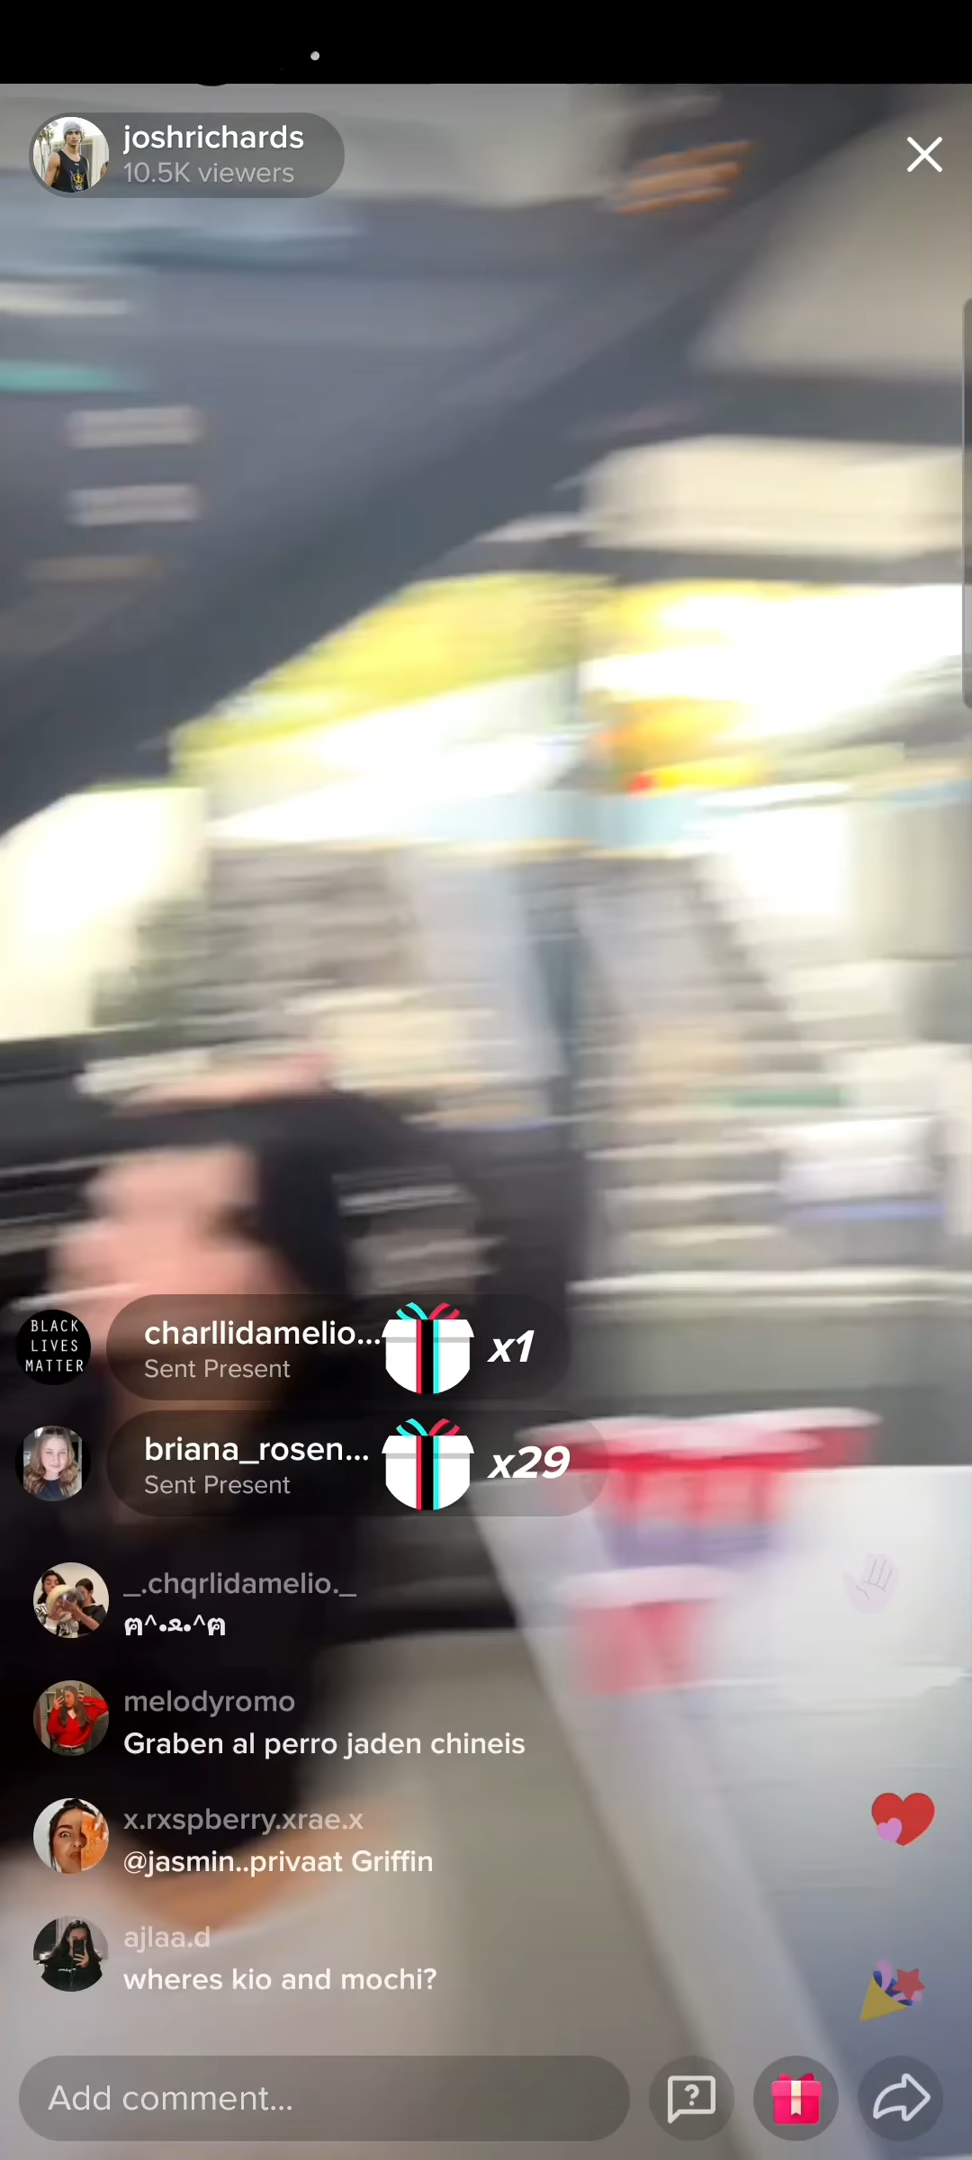 joshrichards
10.5K viewers
BLACK
LIVES
MATTER
charllidamelio...
Sent Present
x1
briana_rosen...
Sent Present
x29
_.chqrlidamelio._
ฅ^•ﻌ•^ฅ
melodyromo
Graben al perro jaden chineis
x.rxspberry.xrae.x
@jasmin..privaat Griffin
ajlaa.d
wheres kio and mochi?
Add comment...